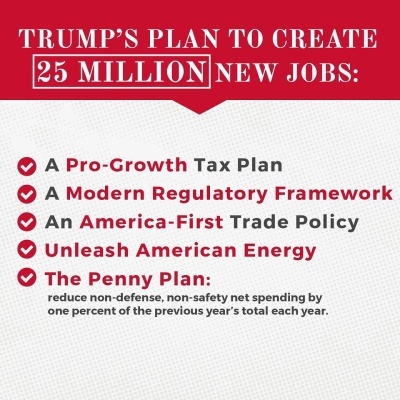 TRUMP'S PLAN TO CREATE
25 MILLION NEW JOBS:
A Pro-Growth Tax Plan
A Modern Regulatory Framework
An America-First Trade Policy
Unleash American Energy
The Penny Plan:
reduce non-defense, non-safety net spending by
one percent of the previous year's total each year.